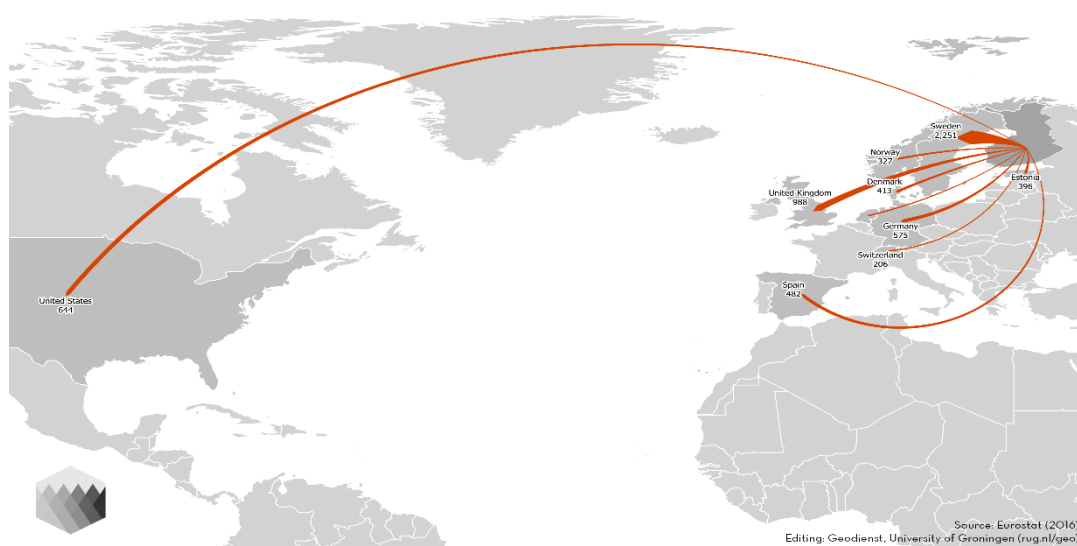 Sweden
2,251
Norway
327
Denmark
413
United Kingdom
988
Estonia
396
Germany
575
Switzerland
206
Spain
482
United States
644
Source: Eurostat (2016)
Editing: Geodienst, University of Groningen (rug.nl/geo)